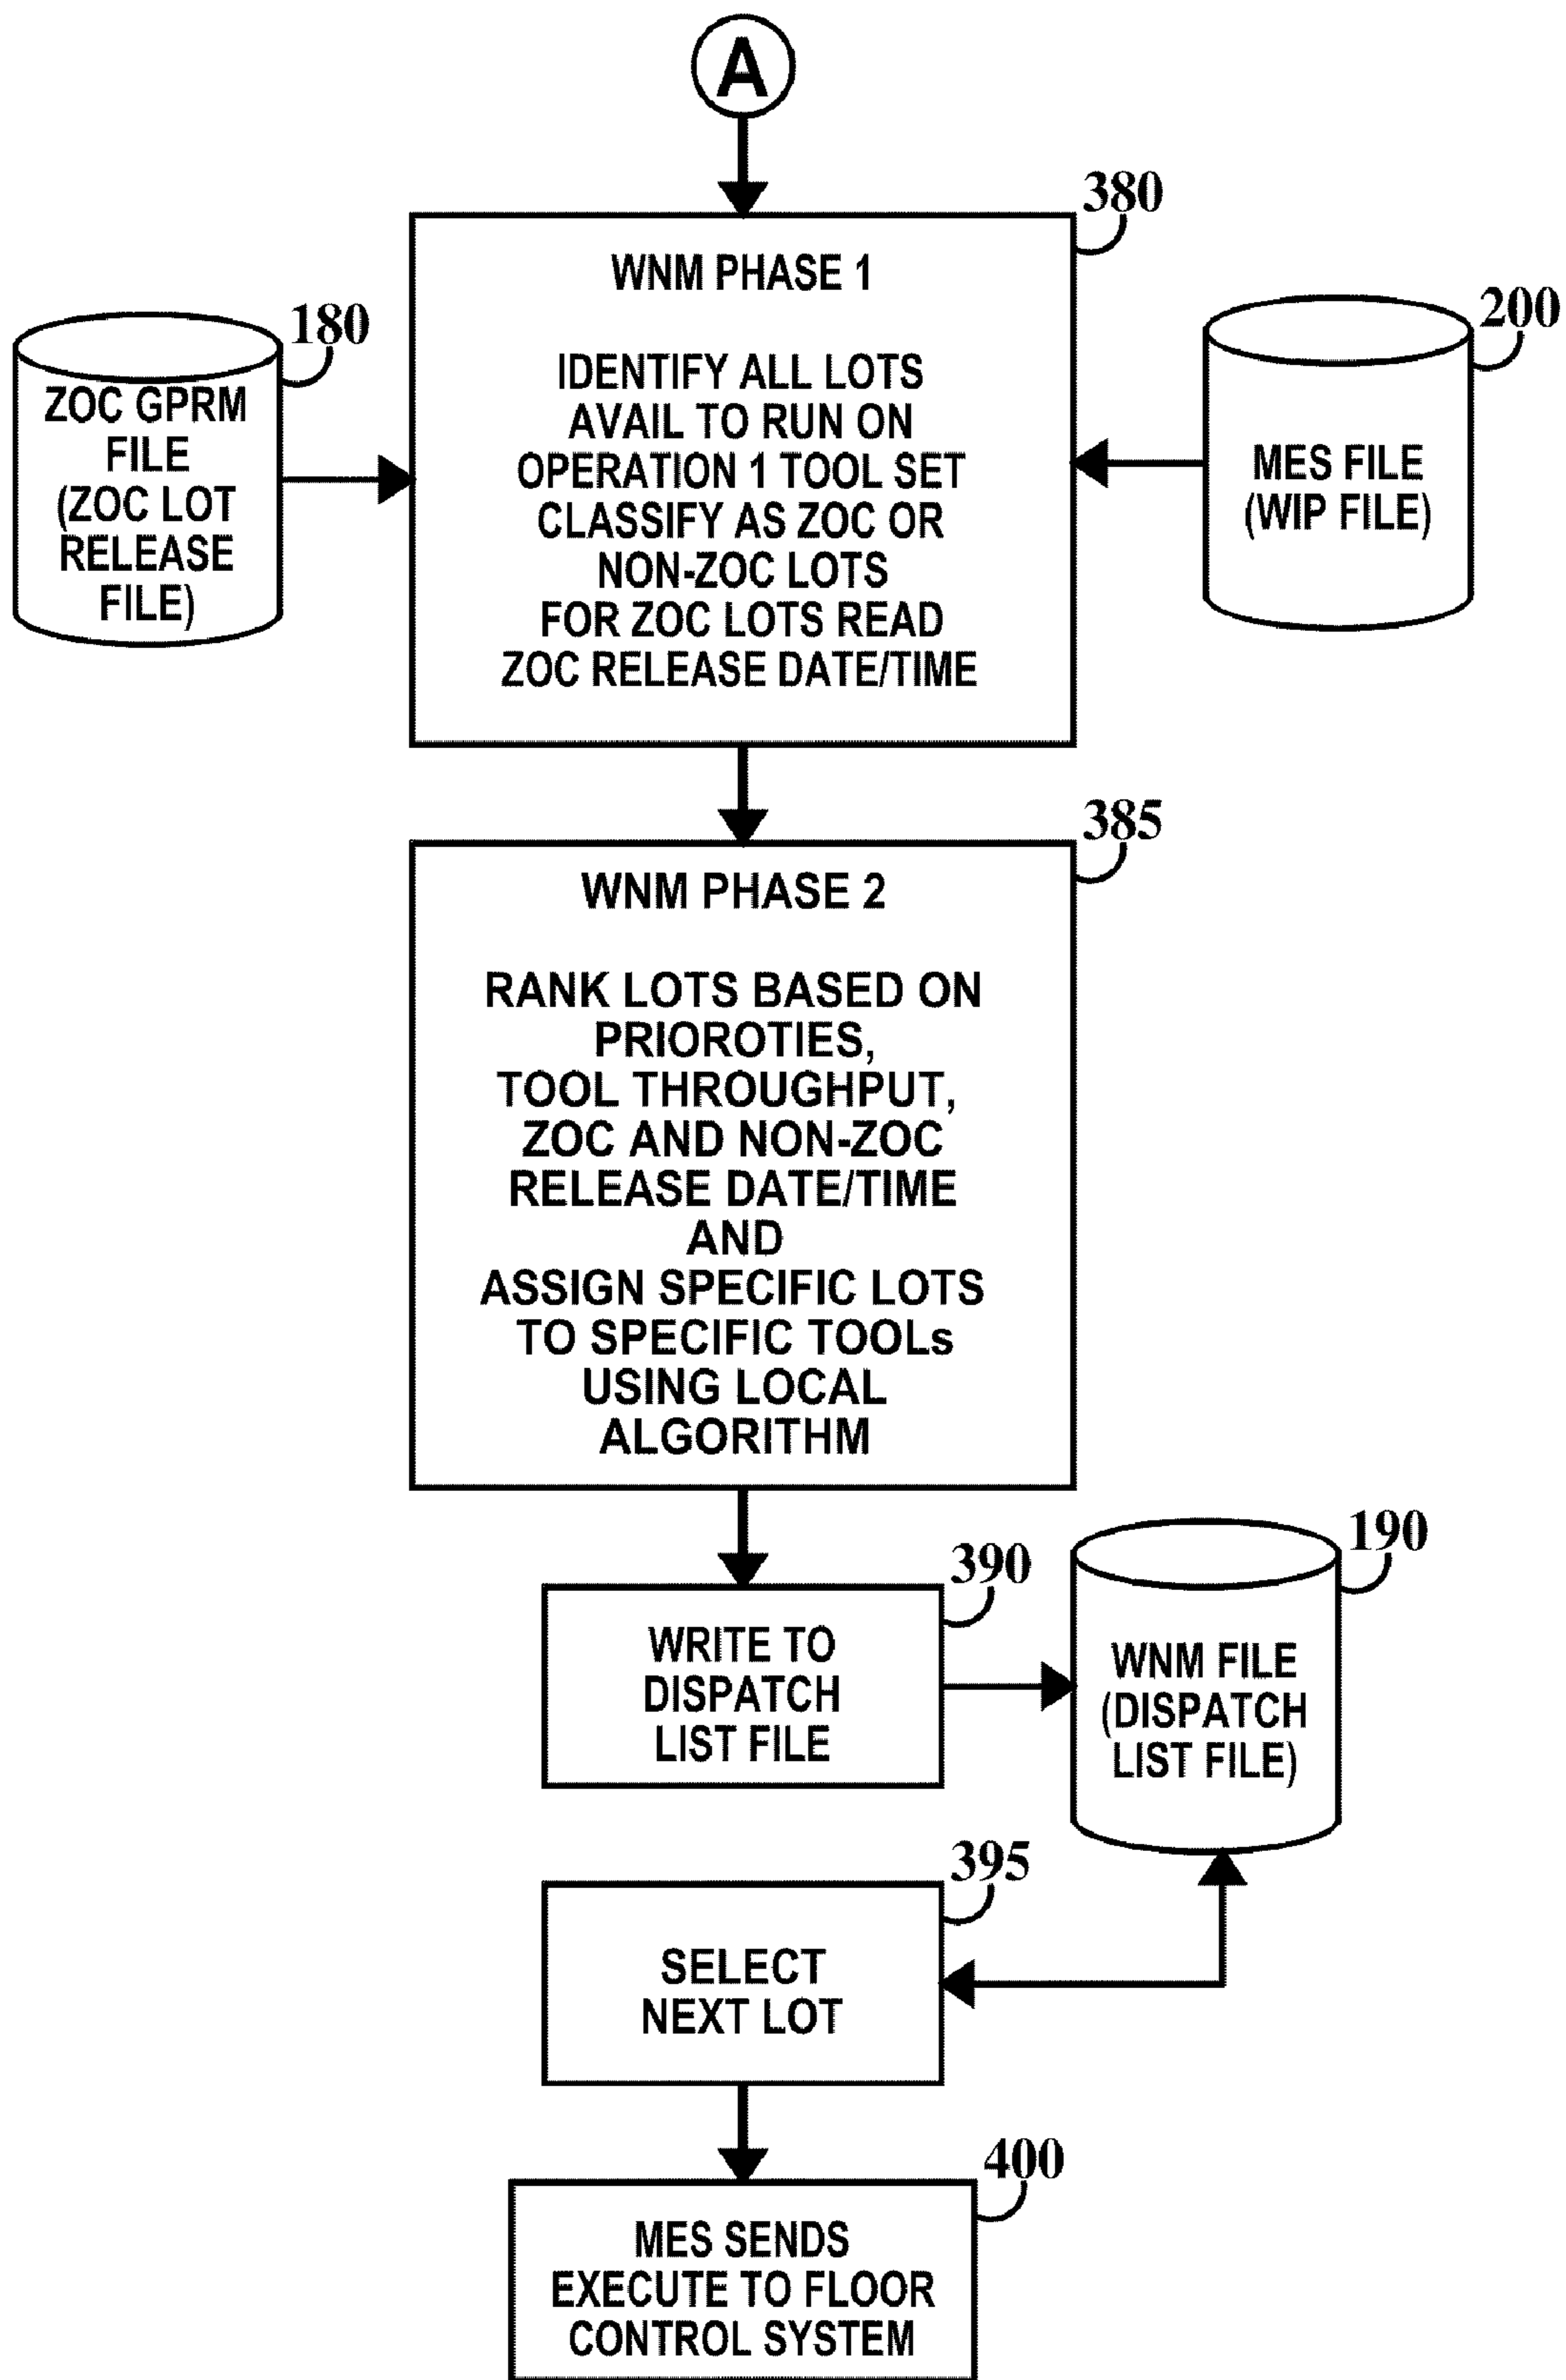 A
380
WNM PHASE 1
IDENTIFY ALL LOTS
AVAIL TO RUN ON
OPERATION 1 TOOL SET
CLASSIFY AS ZOC OR
NON-ZOC LOTS
FOR ZOC LOTS READ
ZOC RELEASE DATE/TIME
180
ZOC GPRM
FILE
(ZOC LOT
RELEASE
FILE)
200
MES FILE
(WIP FILE)
385
WNM PHASE 2
RANK LOTS BASED ON
PRIOROTIES,
TOOL THROUGHPUT,
ZOC AND NON-ZOC
RELEASE DATE/TIME
AND
ASSIGN SPECIFIC LOTS
TO SPECIFIC TOOLs
USING LOCAL
ALGORITHM
390
WRITE TO
DISPATCH
LIST FILE
190
WNM FILE
(DISPATCH
LIST FILE)
395
SELECT
NEXT LOT
400
MES SENDS
EXECUTE TO FLOOR
CONTROL SYSTEM